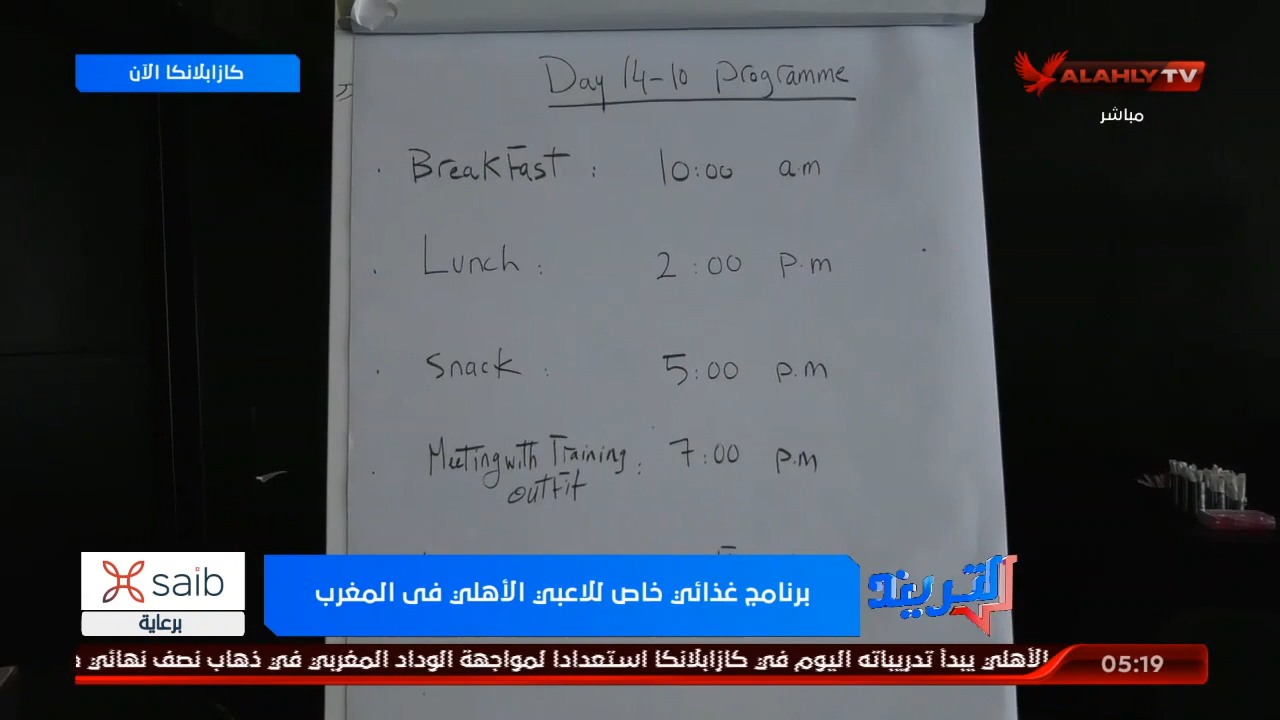 كازابلانكا الآن
ALAHLY TV
مباشر
Day 14-10 programme
Breakfast : 10:00 a.m
Lunch : 2:00 p.m
Snack : 5:00 p.m
Meeting with Training : 7:00 p.m
outfit
saib
برعاية
برنامج غذائي خاص للاعبي الأهلي فى المغرب
التريند
الأهلي يبدأ تدريباته اليوم في كازابلانكا استعدادا لمواجهة الوداد المغربي في ذهاب نصف نهائي
05:19